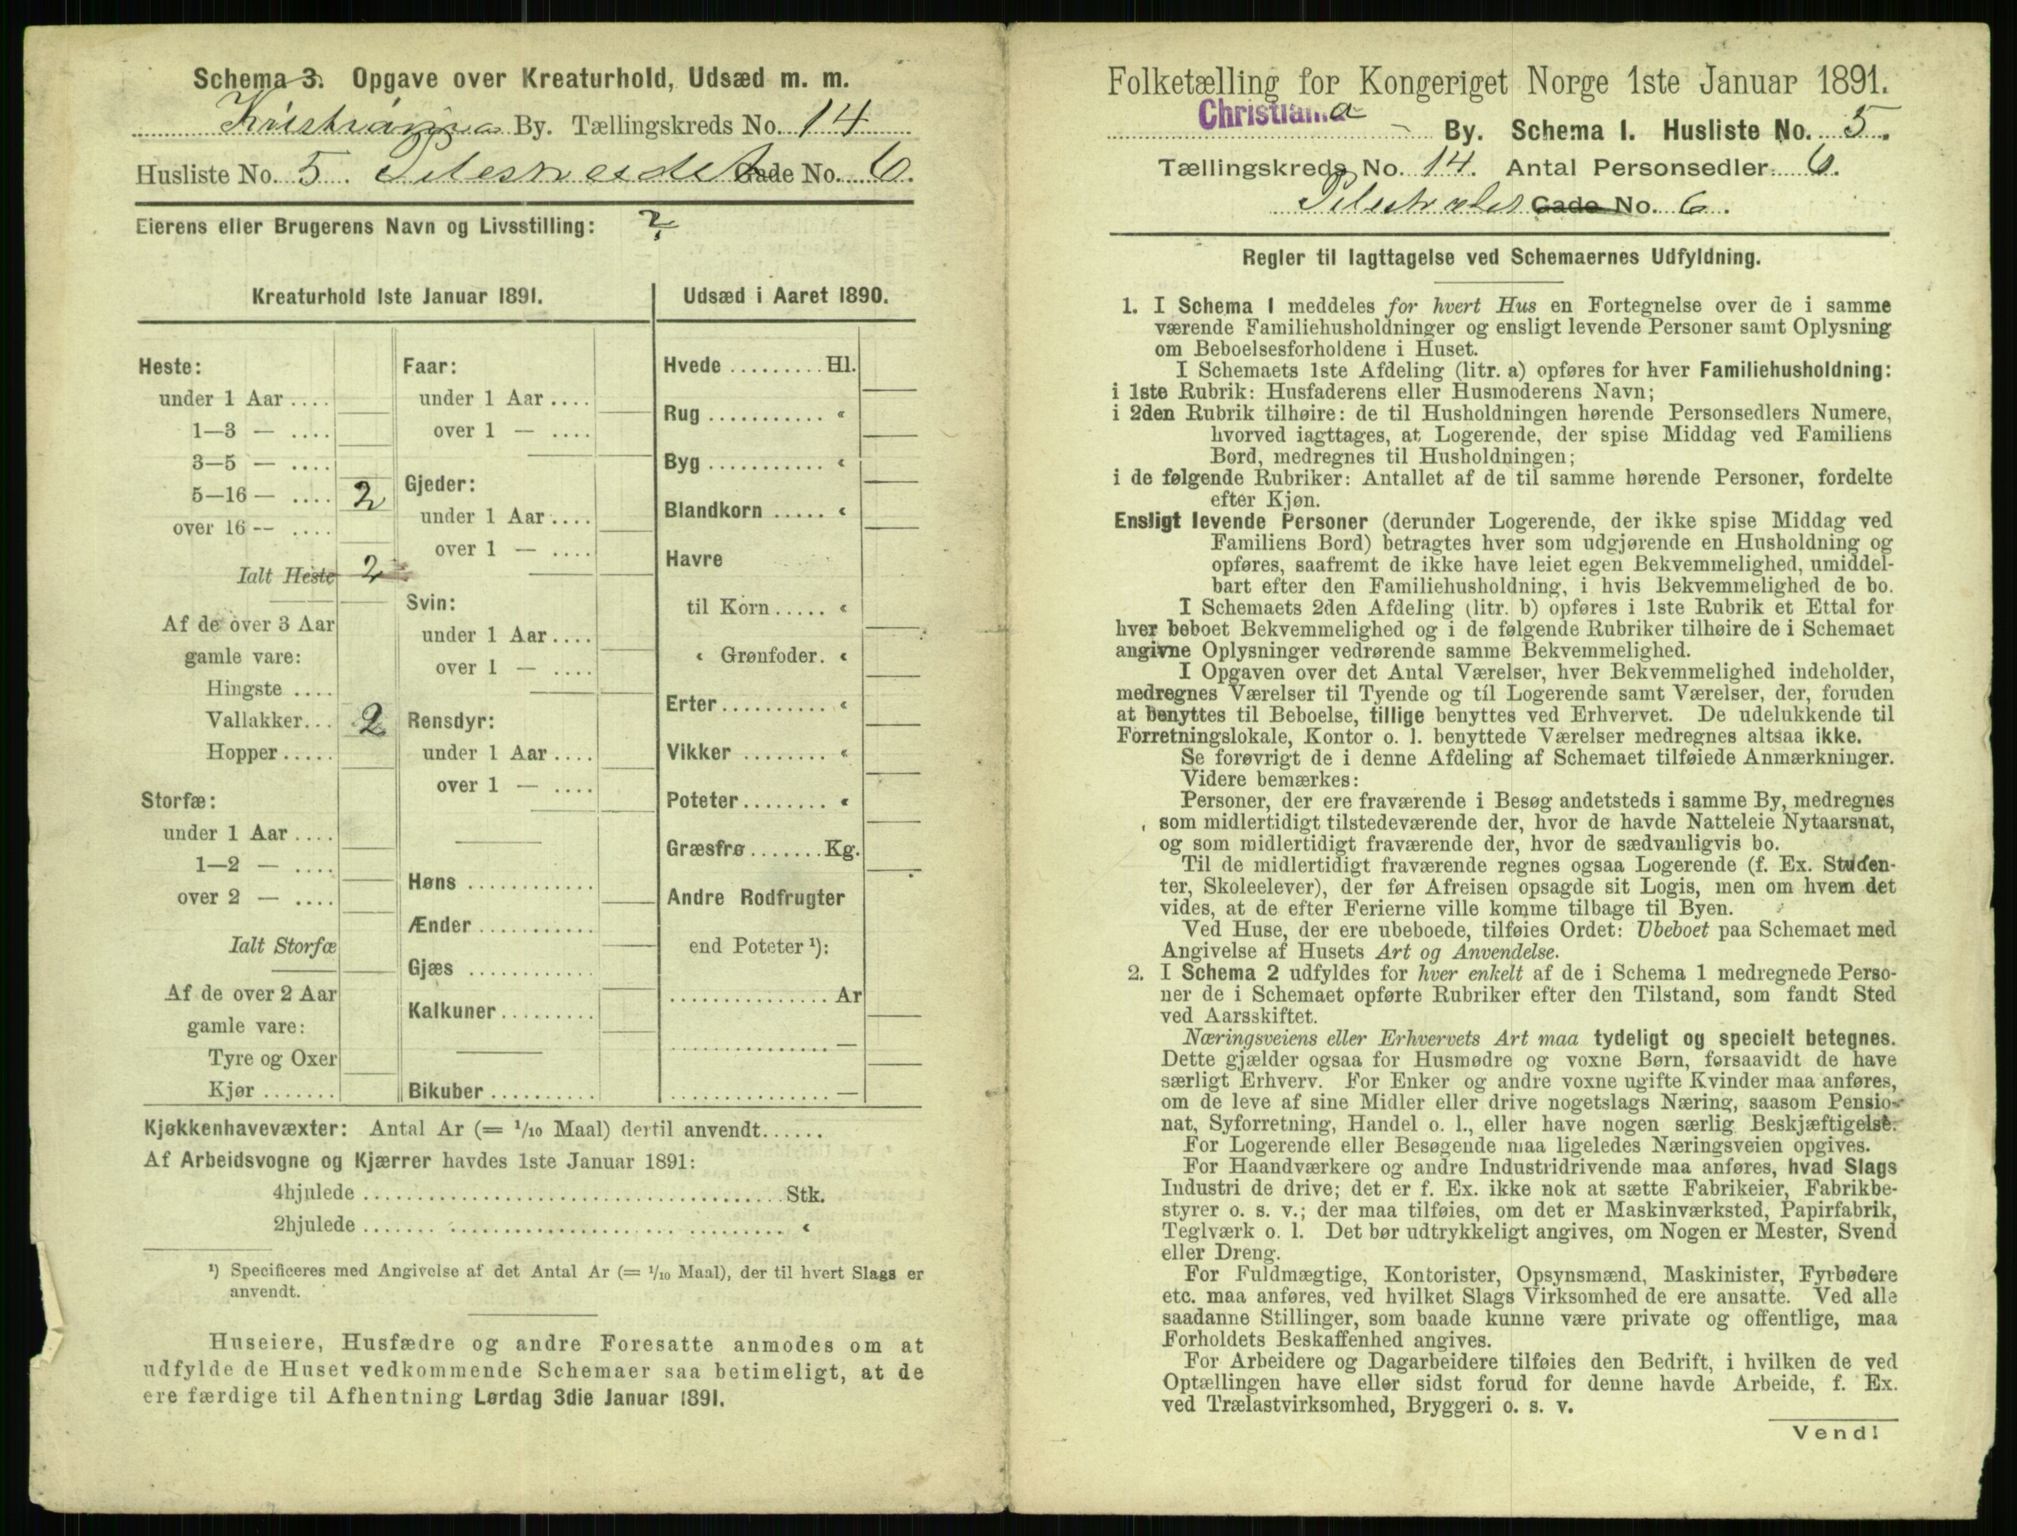 Schema 3. Opgave over Kreaturhold, Udsæd m. m.
Kristiania By. Tællingskreds No. 14
Husliste No. 5. Pilestrædet Gade No. 6.
Eierens eller Brugerens Navn og Livsstilling: ?
Kreaturhold 1ste Januar 1891.
Heste:
under 1 Aar ....
1—3 — ....
3—5 — ....
5—16 — .... 2
over 16 -- ....
Ialt Heste 2
Af de over 3 Aar
gamle vare:
Hingste ....
Vallakker... 2
Hopper .....
Storfæ:
under 1 Aar ....
1—2 — ....
over 2 — ....
Ialt Storfæ
Af de over 2 Aar
gamle vare:
Tyre og Oxer
Kjør .......
Faar:
under 1 Aar ....
over 1 — ....
Gjeder:
under 1 Aar ....
over 1 — ....
Svin:
under 1 Aar ....
over 1 — ....
Rensdyr:
under 1 Aar ....
over 1 — ....
Høns ............
Ænder ...........
Gjæs ............
Kalkuner.........
Bikuber ..........
Udsæd i Aaret 1890.
Hvede ......... Hl.
Rug ........... «
Byg ........... «
Blandkorn ..... «
Havre
til Korn ..... «
« Grønfoder. «
Erter .......... «
Vikker ........ «
Poteter ........ «
Græsfrø ....... Kg.
Andre Rodfrugter
end Poteter ¹):
............... Ar
............... —
............... —
Kjøkkenhavevæxter: Antal Ar (= 1/10 Maal) dertil anvendt......
Af Arbeidsvogne og Kjærrer havdes 1ste Januar 1891:
4hjulede ........................................ Stk.
2hjulede ........................................ «
¹) Specificeres med Angivelse af det Antal Ar (= 1/10 Maal), der til hvert Slags er
anvendt.
Huseiere, Husfædre og andre Foresatte anmodes om at
udfylde de Huset vedkommende Schemaer saa betimeligt, at de
ere færdige til Afhentning Lørdag 3die Januar 1891.
Folketælling for Kongeriget Norge 1ste Januar 1891.
Christiania By. Schema 1. Husliste No. 5.
Tællingskreds No. 14. Antal Personsedler: 6.
Pilestrædet Gade No. 6.
Regler til Iagttagelse ved Schemaernes Udfyldning.
1. I Schema 1 meddeles for hvert Hus en Fortegnelse over de i samme
værende Familiehusholdninger og ensligt levende Personer samt Oplysning
om Beboelsesforholdene i Huset.
I Schemaets 1ste Afdeling (litr. a) opføres for hver Familiehusholdning:
i 1ste Rubrik: Husfaderens eller Husmoderens Navn;
i 2den Rubrik tilhøire: de til Husholdningen hørende Personsedlers Numere,
hvorved iagttages, at Logerende, der spise Middag ved Familiens
Bord, medregnes til Husholdningen;
i de følgende Rubriker: Antallet af de til samme hørende Personer, fordelte
efter Kjøn.
Ensligt levende Personer (derunder Logerende, der ikke spise Middag ved
Familiens Bord) betragtes hver som udgjørende en Husholdning og
opføres, saafremt de ikke have leiet egen Bekvemmelighed, umiddel-
bart efter den Familiehusholdning, i hvis Bekvemmelighed de bo.
I Schemaets 2den Afdeling (litr. b) opføres i 1ste Rubrik et Ettal for
hver beboet Bekvemmelighed og i de følgende Rubriker tilhøire de i Schemaet
angivne Oplysninger vedrørende samme Bekvemmelighed.
I Opgaven over det Antal Værelser, hver Bekvemmelighed indeholder,
medregnes Værelser til Tyende og til Logerende samt Værelser, der, foruden
at benyttes til Beboelse, tillige benyttes ved Erhvervet. De udelukkende til
Forretningslokale, Kontor o. l. benyttede Værelser medregnes altsaa ikke.
Se forøvrigt de i denne Afdeling af Schemaet tilføiede Anmærkninger.
Videre bemærkes:
Personer, der ere fraværende i Besøg andetsteds i samme By, medregnes
som midlertidigt tilstedeværende der, hvor de havde Natteleie Nytaarsnat,
og som midlertidigt fraværende der, hvor de sædvanligvis bo.
Til de midlertidigt fraværende regnes ogsaa Logerende (f. Ex. Studen-
ter, Skoleelever), der før Afreisen opsagde sit Logis, men om hvem det
vides, at de efter Ferierne ville komme tilbage til Byen.
Ved Huse, der ere ubeboede, tilføies Ordet: Ubeboet paa Schemaet med
Angivelse af Husets Art og Anvendelse.
2. I Schema 2 udfyldes for hver enkelt af de i Schema 1 medregnede Perso-
ner de i Schemaet opførte Rubriker efter den Tilstand, som fandt Sted
ved Aarsskiftet.
Næringsveiens eller Erhvervets Art maa tydeligt og specielt betegnes.
Dette gjælder ogsaa for Husmødre og voxne Børn, forsaavidt de have
særligt Erhverv. For Enker og andre voxne ugifte Kvinder maa anføres,
om de leve af sine Midler eller drive nogetslags Næring, saasom Pensio-
nat, Syforretning, Handel o. l., eller have nogen særlig Beskjæftigelse.
For Logerende eller Besøgende maa ligeledes Næringsveien opgives.
For Haandværkere og andre Industridrivende maa anføres, hvad Slags
Industri de drive; det er f. Ex. ikke nok at sætte Fabrikeier, Fabrikbe-
styrer o. s. v.; der maa tilføies, om det er Maskinværksted, Papirfabrik,
Teglværk o. l. Det bør udtrykkeligt angives, om Nogen er Mester, Svend
eller Dreng.
For Fuldmægtige, Kontorister, Opsynsmænd, Maskinister, Fyrbødere
etc. maa anføres, ved hvilket Slags Virksomhed de ere ansatte. Ved alle
saadanne Stillinger, som baade kunne være private og offentlige, maa
Forholdets Beskaffenhed angives.
For Arbeidere og Dagarbeidere tilføies den Bedrift, i hvilken de ved
Optællingen have eller sidst forud for denne havde Arbeide, f. Ex.
ved Trælastvirksomhed, Bryggeri o. s. v.
Vend!